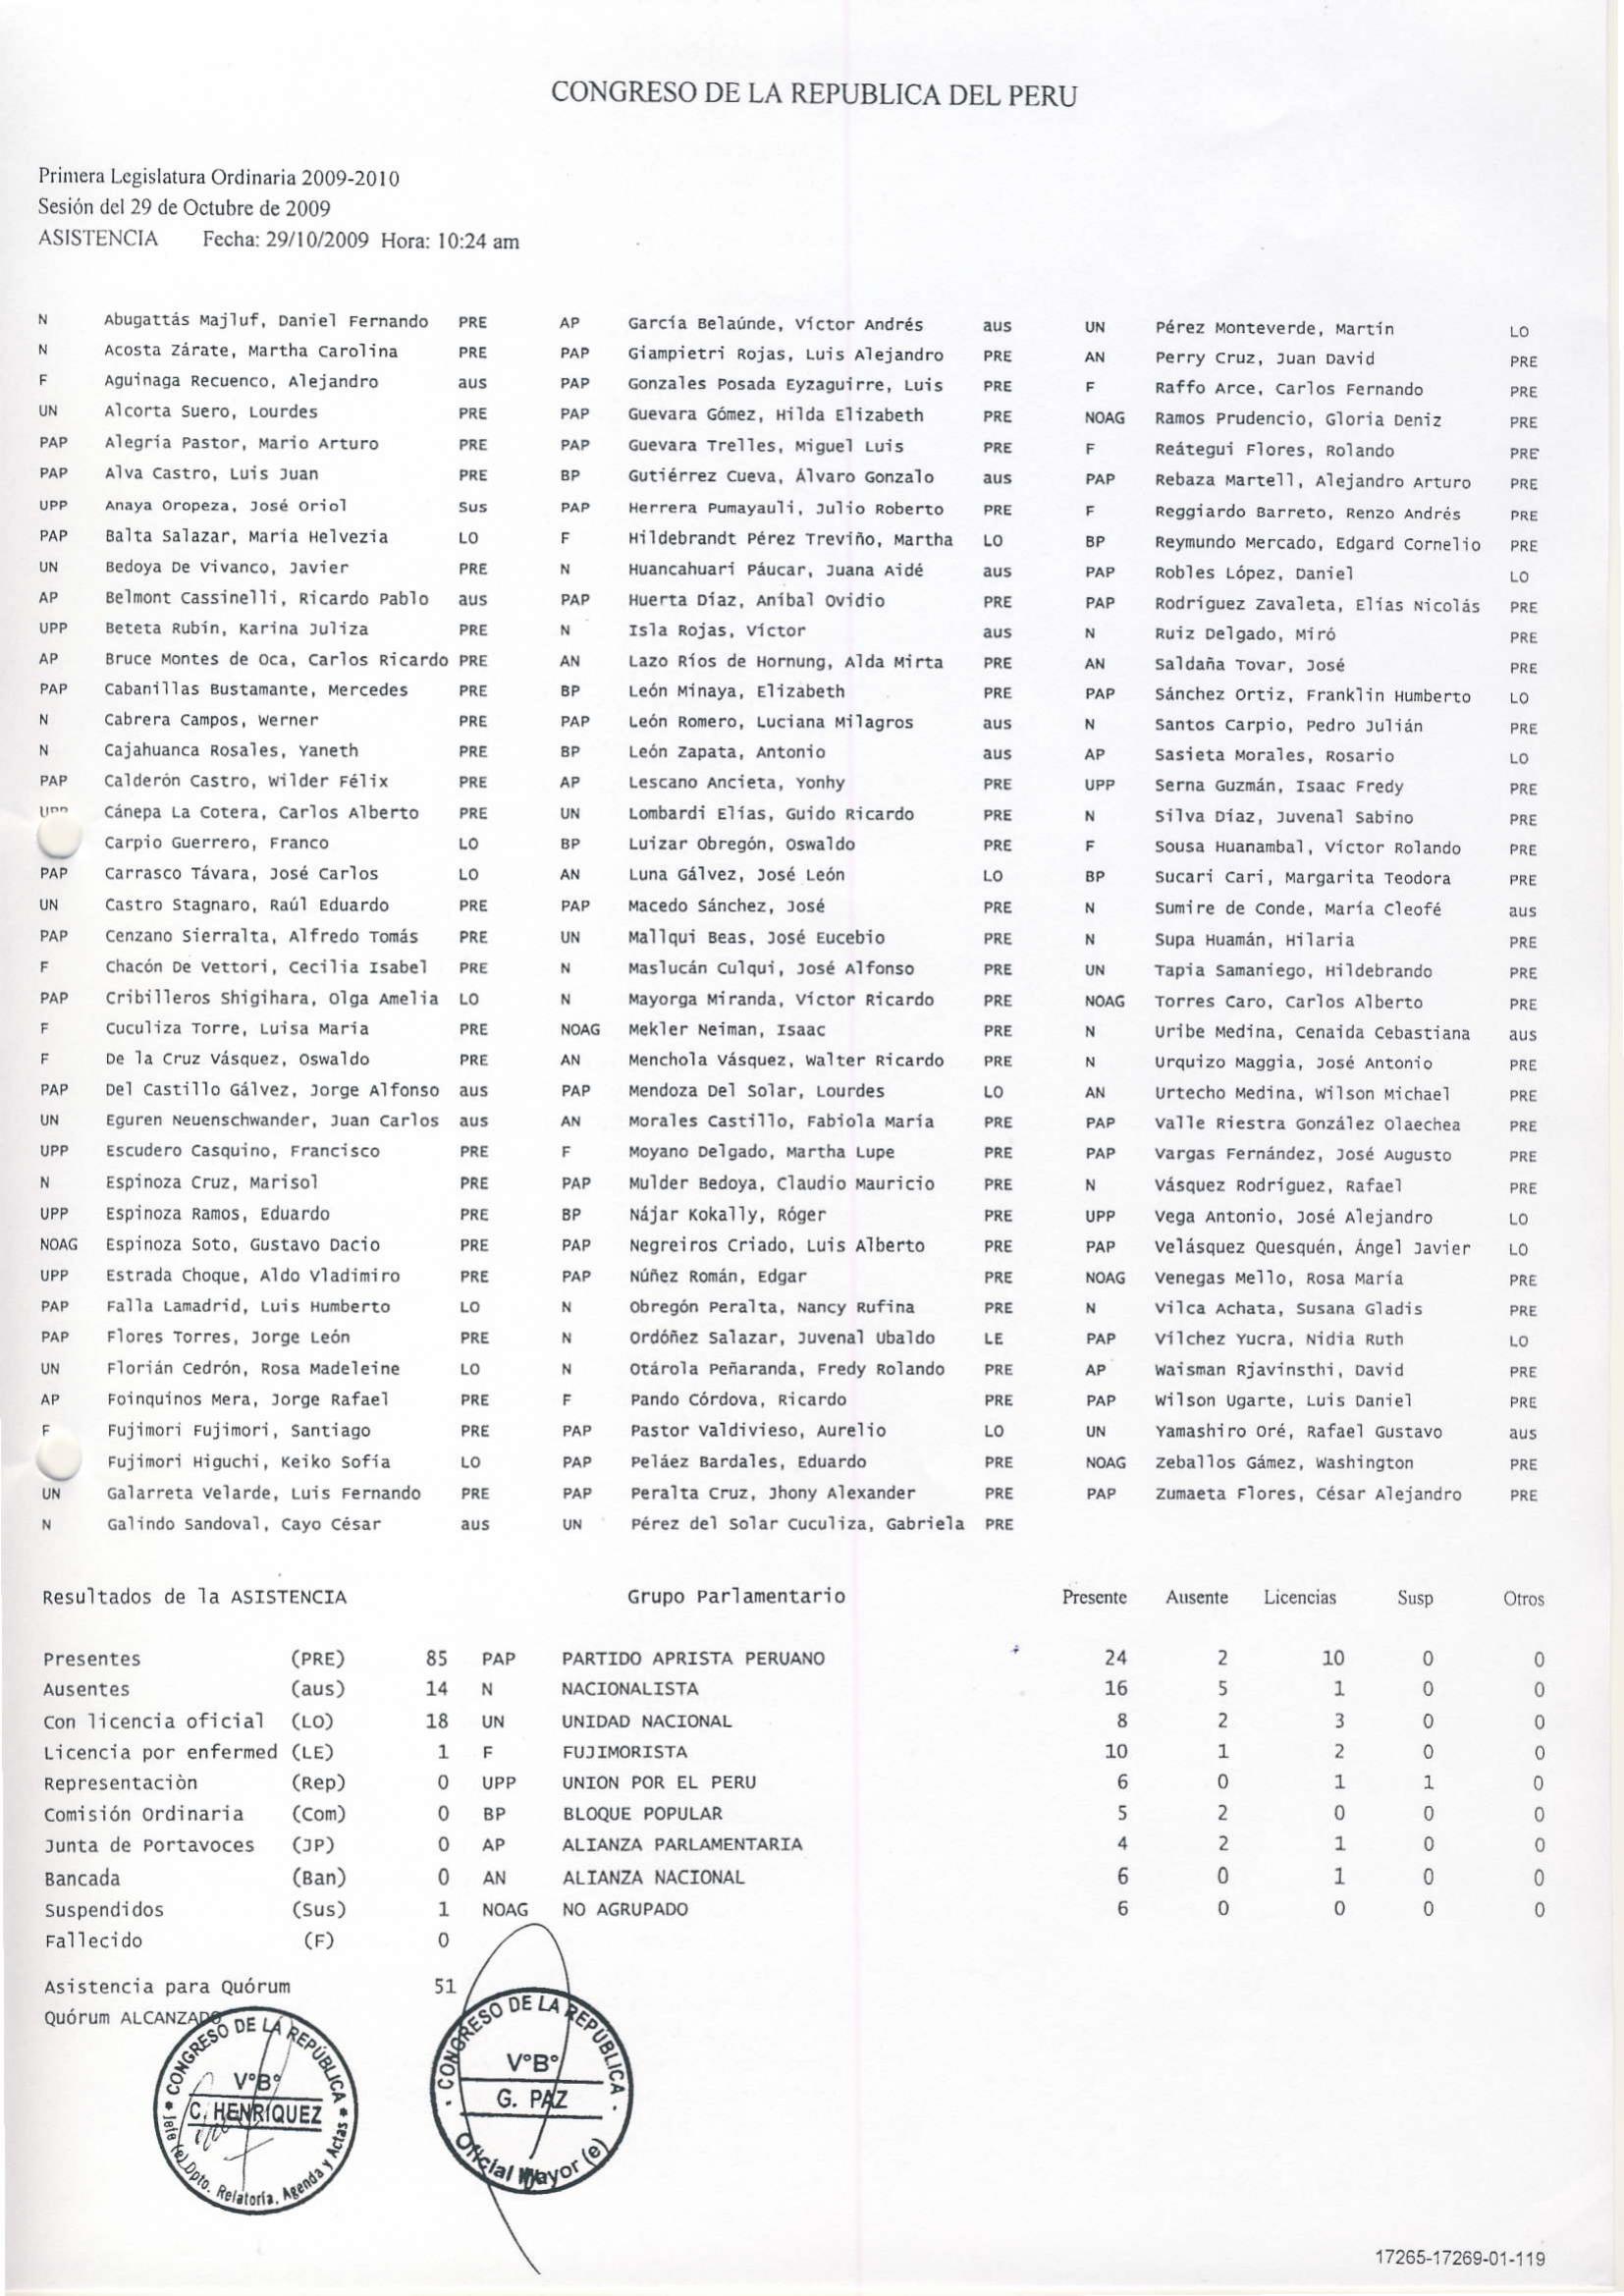 CONGRESO DE LA REPUBLICA DEL PERU
Primera Legislatura Ordinaria 2009-2010
Sesión del 29 de Octubre de 2009
ASISTENCIA Fecha: 29/10/2009 Hora: 10:24 am
N Abugattás Majluf, Daniel Fernando PRE AP García Belaúnde, Víctor Andrés aus UN Pérez Monteverde, Martín LO
N Acosta Zárate, Martha Carolina PRE PAP Giampietri Rojas, Luis Alejandro PRE AN Perry Cruz, Juan David PRE
F Aguinaga Recuenco, Alejandro aus PAP Gonzales Posada Eyzaguirre, Luis PRE F Raffo Arce, Carlos Fernando PRE
UN Alcorta Suero, Lourdes PRE PAP Guevara Gómez, Hilda Elizabeth PRE NOAG Ramos Prudencio, Gloria Deniz PRE
PAP Alegría Pastor, Mario Arturo PRE PAP Guevara Trelles, Miguel Luis PRE F Reátegui Flores, Rolando PRE
PAP Alva Castro, Luis Juan PRE BP Gutiérrez Cueva, Álvaro Gonzalo aus PAP Rebaza Martell, Alejandro Arturo PRE
UPP Anaya Oropeza, José Oriol Sus PAP Herrera Pumayauli, Julio Roberto PRE F Reggiardo Barreto, Renzo Andrés PRE
PAP Balta Salazar, María Helvezia LO F Hildebrandt Pérez Treviño, Martha LO BP Reymundo Mercado, Edgard Cornelio PRE
UN Bedoya De Vivanco, Javier PRE N Huancahuari Páucar, Juana Aidé aus PAP Robles López, Daniel LO
AP Belmont Cassinelli, Ricardo Pablo aus PAP Huerta Díaz, Aníbal Ovidio PRE PAP Rodríguez Zavaleta, Elías Nicolás PRE
UPP Beteta Rubín, Karina Juliza PRE N Isla Rojas, Víctor aus N Ruiz Delgado, Miró PRE
AP Bruce Montes de Oca, Carlos Ricardo PRE AN Lazo Ríos de Hornung, Alda Mirta PRE AN Saldaña Tovar, José PRE
PAP Cabanillas Bustamante, Mercedes PRE BP León Minaya, Elizabeth PRE PAP Sánchez Ortiz, Franklin Humberto LO
N Cabrera Campos, Werner PRE PAP León Romero, Luciana Milagros aus N Santos Carpio, Pedro Julián PRE
N Cajahuanca Rosales, Yaneth PRE BP León Zapata, Antonio aus AP Sasieta Morales, Rosario LO
PAP Calderón Castro, Wilder Félix PRE AP Lescano Ancieta, Yonhy PRE UPP Serna Guzmán, Isaac Fredy PRE
UPP Cánepa La Cotera, Carlos Alberto PRE UN Lombardi Elías, Guido Ricardo PRE N Silva Díaz, Juvenal Sabino PRE
Carpio Guerrero, Franco LO BP Luizar Obregón, Oswaldo PRE F Sousa Huanambal, Víctor Rolando PRE
PAP Carrasco Távara, José Carlos LO AN Luna Gálvez, José León LO BP Sucari Cari, Margarita Teodora PRE
UN Castro Stagnaro, Raúl Eduardo PRE PAP Macedo Sánchez, José PRE N Sumire de Conde, María Cleofé aus
PAP Cenzano Sierralta, Alfredo Tomás PRE UN Mallqui Beas, José Eucebio PRE N Supa Huamán, Hilaria PRE
F Chacón De Vettori, Cecilia Isabel PRE N Maslucán Culqui, José Alfonso PRE UN Tapia Samaniego, Hildebrando PRE
PAP Cribilleros Shigihara, Olga Amelia LO N Mayorga Miranda, Víctor Ricardo PRE NOAG Torres Caro, Carlos Alberto PRE
F Cuculiza Torre, Luisa María PRE NOAG Mekler Neiman, Isaac PRE N Uribe Medina, Cenaida Cebastiana aus
F De la Cruz Vásquez, Oswaldo PRE AN Menchola Vásquez, Walter Ricardo PRE N Urquizo Maggia, José Antonio PRE
PAP Del Castillo Gálvez, Jorge Alfonso aus PAP Mendoza Del Solar, Lourdes LO AN Urtecho Medina, Wilson Michael PRE
UN Eguren Neuenschwander, Juan Carlos aus AN Morales Castillo, Fabiola María PRE PAP Valle Riestra González Olaechea PRE
UPP Escudero Casquino, Francisco PRE F Moyano Delgado, Martha Lupe PRE PAP Vargas Fernández, José Augusto PRE
N Espinoza Cruz, Marisol PRE PAP Mulder Bedoya, Claudio Mauricio PRE N Vásquez Rodríguez, Rafael PRE
UPP Espinoza Ramos, Eduardo PRE BP Nájar Kokally, Róger PRE UPP Vega Antonio, José Alejandro LO
NOAG Espinoza Soto, Gustavo Dacio PRE PAP Negreiros Criado, Luis Alberto PRE PAP Velásquez Quesquén, Ángel Javier LO
UPP Estrada Choque, Aldo Vladimiro PRE PAP Núñez Román, Edgar PRE NOAG Venegas Mello, Rosa María PRE
PAP Falla Lamadrid, Luis Humberto LO N Obregón Peralta, Nancy Rufina PRE N Vilca Achata, Susana Gladis PRE
PAP Flores Torres, Jorge León PRE N Ordóñez Salazar, Juvenal Ubaldo LE PAP Vílchez Yucra, Nidia Ruth LO
UN Florián Cedrón, Rosa Madeleine LO N Otárola Peñaranda, Fredy Rolando PRE AP Waisman Rjavinsthi, David PRE
AP Foinquinos Mera, Jorge Rafael PRE F Pando Córdova, Ricardo PRE PAP Wilson Ugarte, Luis Daniel PRE
F Fujimori Fujimori, Santiago PRE PAP Pastor Valdivieso, Aurelio LO UN Yamashiro Oré, Rafael Gustavo aus
Fujimori Higuchi, Keiko Sofía LO PAP Peláez Bardales, Eduardo PRE NOAG Zeballos Gámez, Washington PRE
UN Galarreta Velarde, Luis Fernando PRE PAP Peralta Cruz, Jhony Alexander PRE PAP Zumaeta Flores, César Alejandro PRE
N Galindo Sandoval, Cayo César aus UN Pérez del Solar Cuculiza, Gabriela PRE
Resultados de la ASISTENCIA Grupo Parlamentario Presente Ausente Licencias Susp Otros
Presentes (PRE) 85 PAP PARTIDO APRISTA PERUANO 24 2 10 0 0
Ausentes (aus) 14 N NACIONALISTA 16 5 1 0 0
Con licencia oficial (LO) 18 UN UNIDAD NACIONAL 8 2 3 0 0
Licencia por enfermed (LE) 1 F FUJIMORISTA 10 1 2 0 0
Representaciòn (Rep) 0 UPP UNION POR EL PERU 6 0 1 1 0
Comisión Ordinaria (Com) 0 BP BLOQUE POPULAR 5 2 0 0 0
Junta de Portavoces (JP) 0 AP ALIANZA PARLAMENTARIA 4 2 1 0 0
Bancada (Ban) 0 AN ALIANZA NACIONAL 6 0 1 0 0
Suspendidos (Sus) 1 NOAG NO AGRUPADO 6 0 0 0 0
Fallecido (F) 0
Asistencia para Quórum 51
Quórum ALCANZADO
CONGRESO DE LA REPÚBLICA
V°B°
C. HENRIQUEZ
Jefe (e) Dpto. Relatoría, Agenda y Actas
CONGRESO DE LA REPÚBLICA
V°B°
G. PAZ
Oficial Mayor (e)
17265-17269-01-119